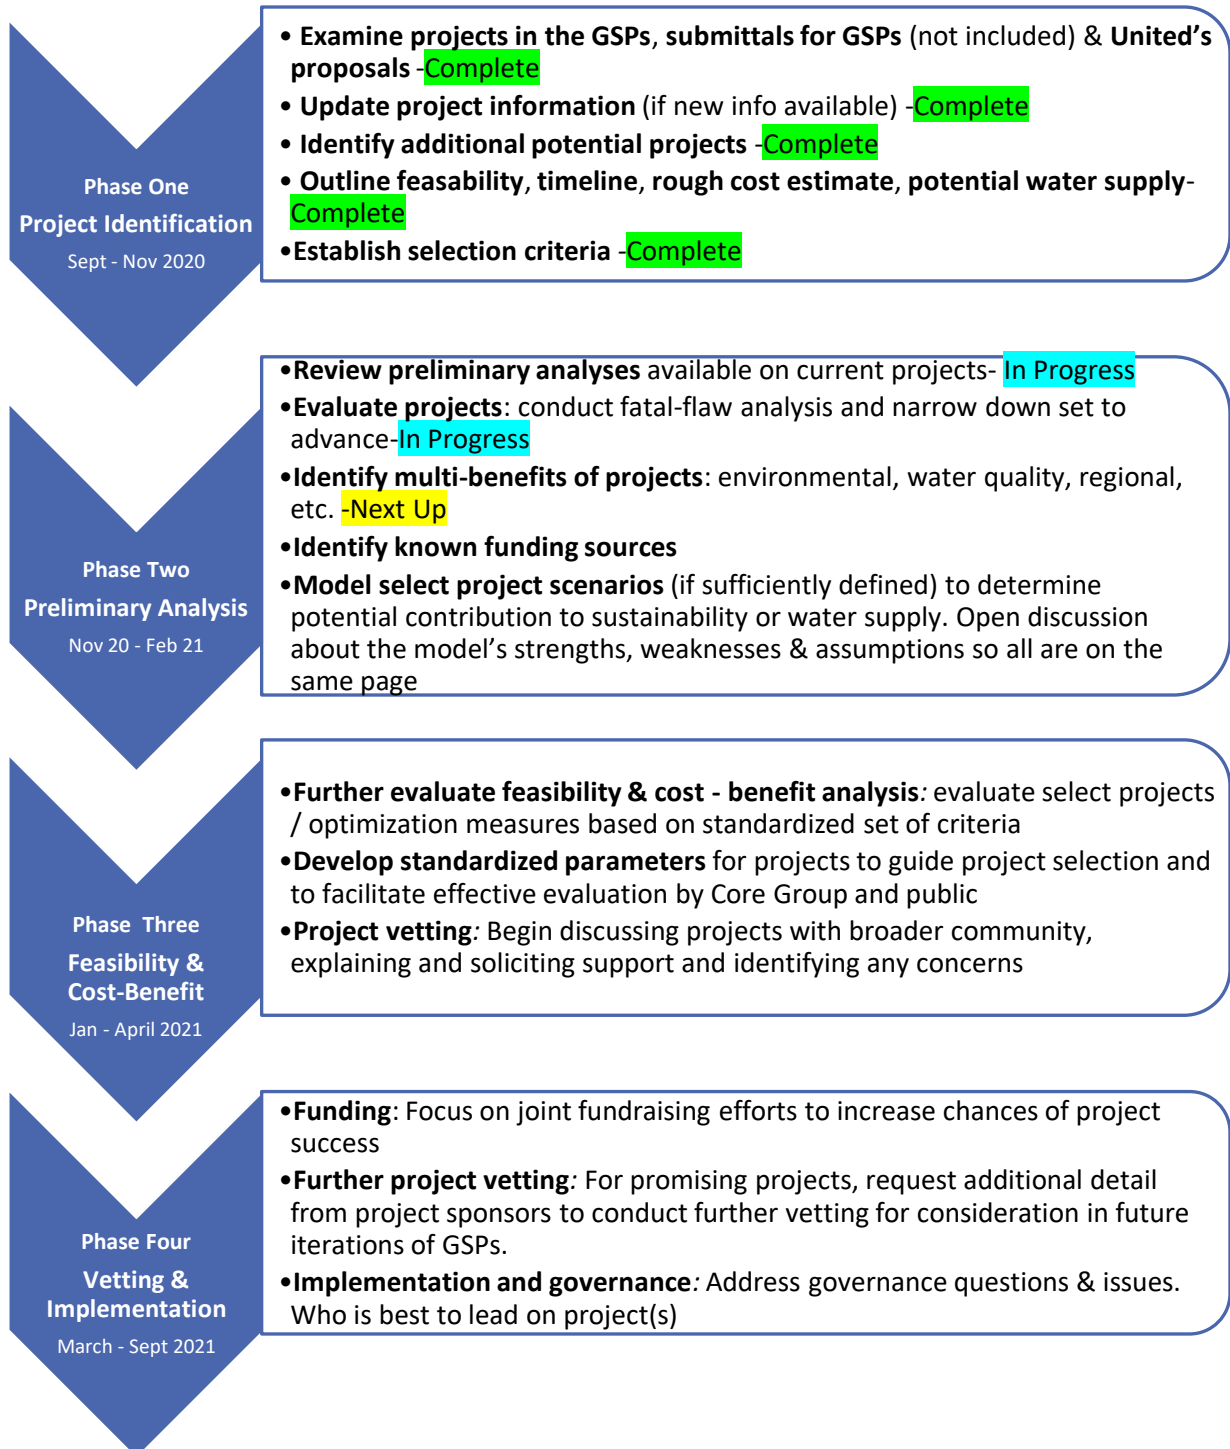 Phase One
Project Identification
Sept - Nov 2020
• Examine projects in the GSPs, submittals for GSPs (not included) & United’s
proposals -Complete
• Update project information (if new info available) -Complete
• Identify additional potential projects -Complete
• Outline feasability, timeline, rough cost estimate, potential water supply-
Complete
•Establish selection criteria -Complete
Phase Two
Preliminary Analysis
Nov 20 - Feb 21
•Review preliminary analyses available on current projects- In Progress
•Evaluate projects: conduct fatal-flaw analysis and narrow down set to
advance-In Progress
•Identify multi-benefits of projects: environmental, water quality, regional,
etc. -Next Up
•Identify known funding sources
•Model select project scenarios (if sufficiently defined) to determine
potential contribution to sustainability or water supply. Open discussion
about the model’s strengths, weaknesses & assumptions so all are on the
same page
Phase  Three
Feasibility &
Cost-Benefit
Jan - April 2021
•Further evaluate feasibility & cost - benefit analysis: evaluate select projects
/ optimization measures based on standardized set of criteria
•Develop standardized parameters for projects to guide project selection and
to facilitate effective evaluation by Core Group and public
•Project vetting: Begin discussing projects with broader community,
explaining and soliciting support and identifying any concerns
Phase Four
Vetting &
Implementation
March - Sept 2021
•Funding: Focus on joint fundraising efforts to increase chances of project
success
•Further project vetting: For promising projects, request additional detail
from project sponsors to conduct further vetting for consideration in future
iterations of GSPs.
•Implementation and governance: Address governance questions & issues.
Who is best to lead on project(s)